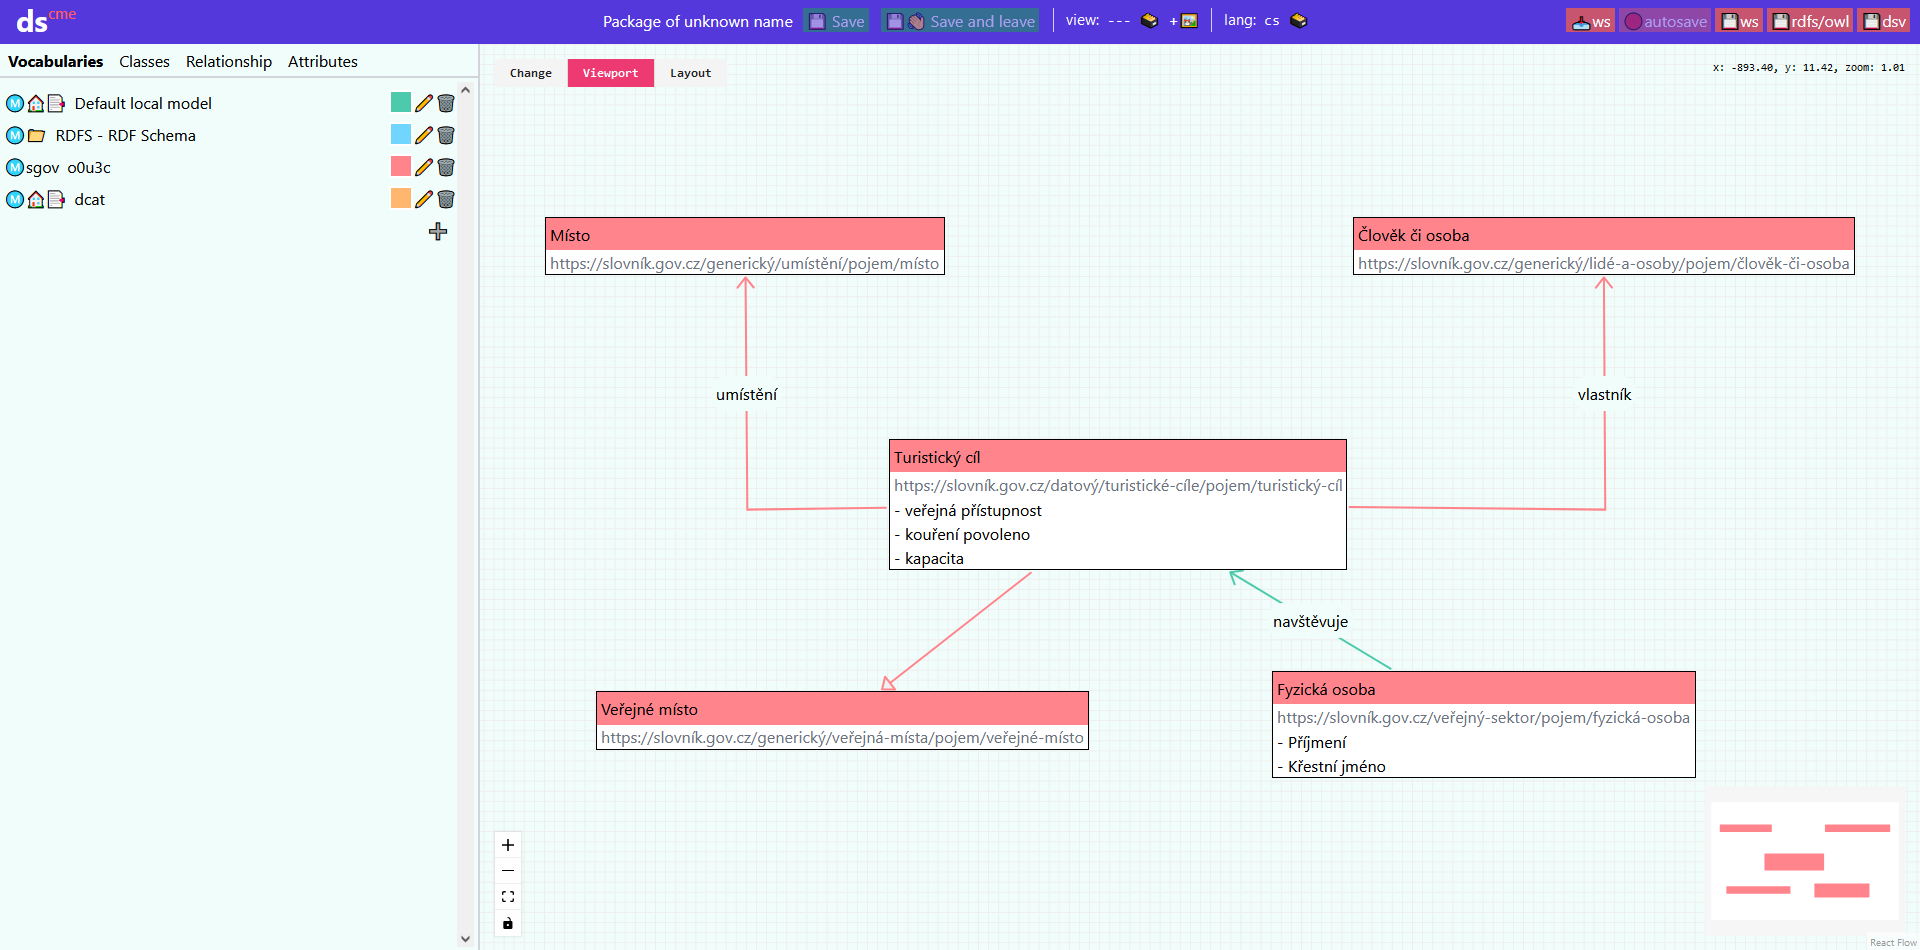 dscme
Package of unknown name Save Save and leave view: --- + lang: cs ws autosave ws rdfs/owl dsv
Vocabularies Classes Relationship Attributes
Change Viewport Layout
x: -893.40, y: 11.42, zoom: 1.01
M Default local model
M RDFS - RDF Schema
M sgov o0u3c
M dcat
Místo
https://slovník.gov.cz/generický/umístění/pojem/místo
Člověk či osoba
https://slovník.gov.cz/generický/lidé-a-osoby/pojem/člověk-či-osoba
umístění
vlastník
Turistický cíl
https://slovník.gov.cz/datový/turistické-cíle/pojem/turistický-cíl
- veřejná přístupnost
- kouření povoleno
- kapacita
navštěvuje
Veřejné místo
https://slovník.gov.cz/generický/veřejná-místa/pojem/veřejné-místo
Fyzická osoba
https://slovník.gov.cz/veřejný-sektor/pojem/fyzická-osoba
- Příjmení
- Křestní jméno
React Flow